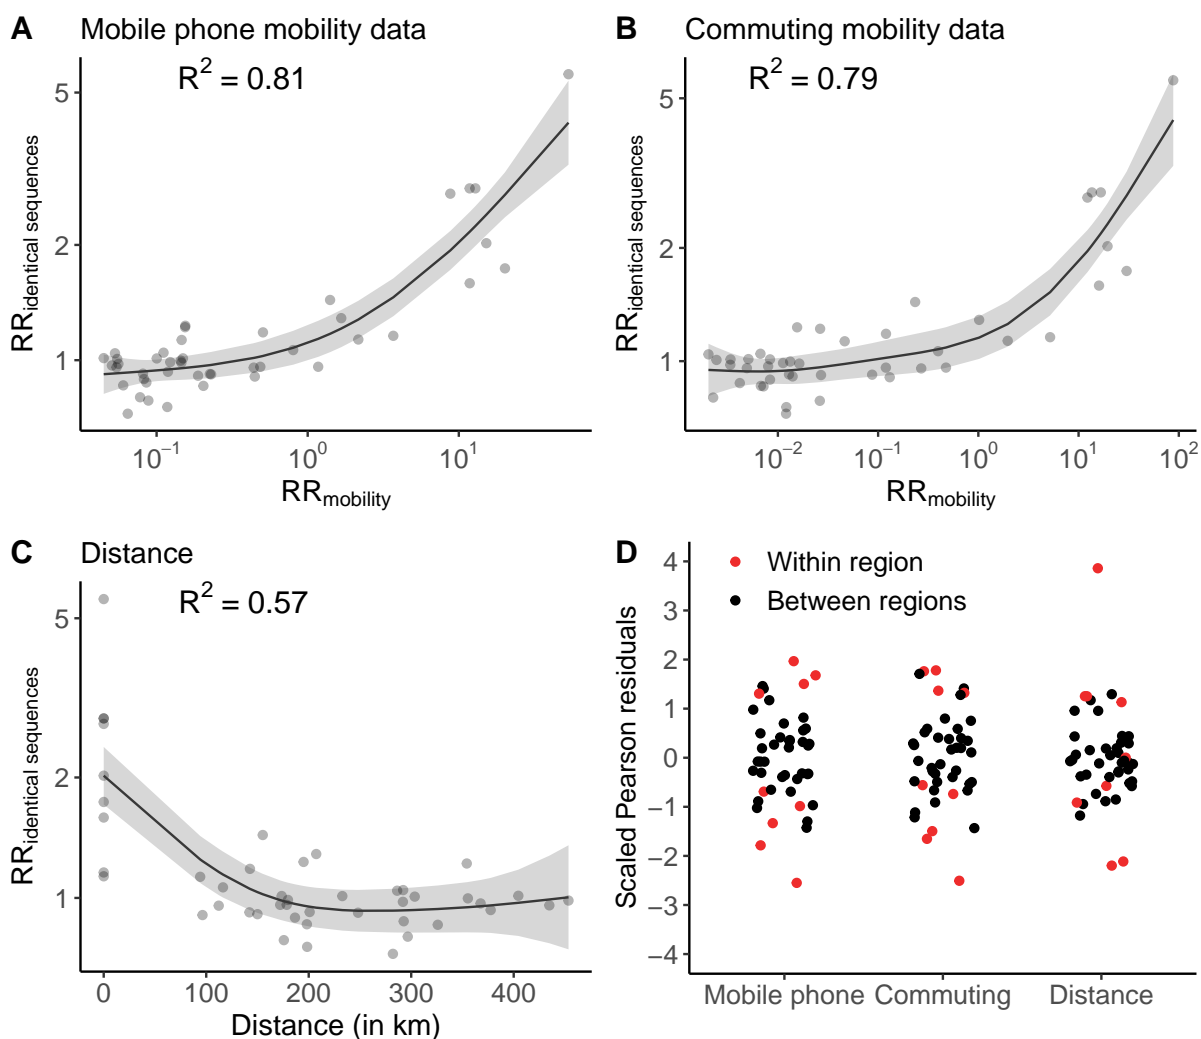 A Mobile phone mobility data
R² = 0.81
5
2
1
RRidentical sequences
10⁻¹ 10⁰ 10¹
RRmobility
B Commuting mobility data
R² = 0.79
5
2
1
RRidentical sequences
10⁻² 10⁻¹ 10⁰ 10¹ 10²
RRmobility
C Distance
R² = 0.57
5
2
1
RRidentical sequences
0 100 200 300 400
Distance (in km)
D
Within region
Between regions
4
3
2
1
0
−1
−2
−3
−4
Scaled Pearson residuals
Mobile phone Commuting Distance